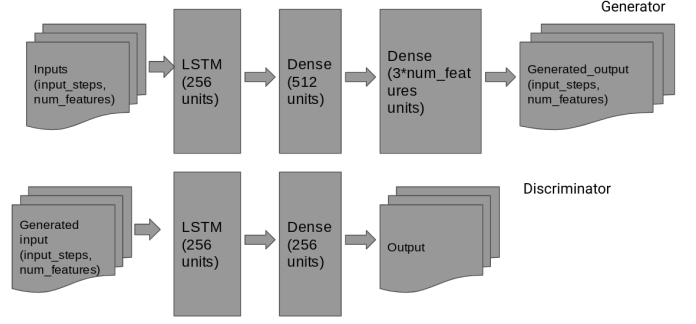 Generator
Inputs
(input_steps,
num_features)
LSTM
(256
units)
Dense
(512
units)
Dense
(3*num_feat
ures
units)
Generated_output
(input_steps,
num_features)
Discriminator
Generated
input
(input_steps,
num_features)
LSTM
(256
units)
Dense
(256
units)
Output